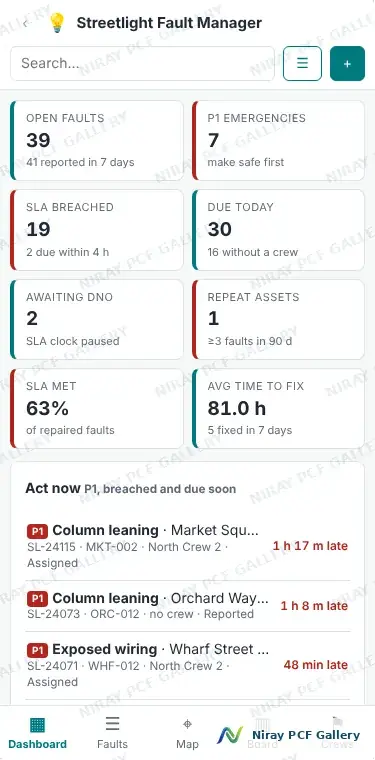 Streetlight Fault Manager
Search...
OPEN FAULTS
39
41 reported in 7 days
P1 EMERGENCIES
7
make safe first
SLA BREACHED
19
2 due within 4 h
DUE TODAY
30
16 without a crew
AWAITING DNO
2
SLA clock paused
REPEAT ASSETS
1
≥3 faults in 90 d
SLA MET
63%
of repaired faults
AVG TIME TO FIX
81.0 h
5 fixed in 7 days
Act now P1, breached and due soon
P1 Column leaning · Market Squ...
SL-24115 · MKT-002 · North Crew 2 ·
Assigned
1 h 17 m late
P1 Column leaning · Orchard Way...
SL-24073 · ORC-012 · no crew · Reported
1 h 8 m late
P1 Exposed wiring · Wharf Street ...
SL-24071 · WHF-012 · North Crew 2 ·
Assigned
48 min late
Dashboard
Faults
Map
Board
Crews
Niray PCF Gallery
NIRAY PCF GALLERY